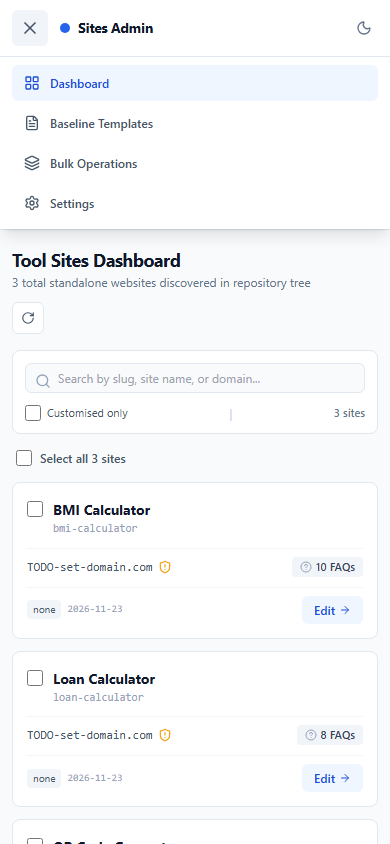 Sites Admin
Dashboard
Baseline Templates
Bulk Operations
Settings
Tool Sites Dashboard
3 total standalone websites discovered in repository tree
Search by slug, site name, or domain...
Customised only | 3 sites
Select all 3 sites
BMI Calculator
bmi-calculator
TODO-set-domain.com 10 FAQs
none 2026-11-23 Edit →
Loan Calculator
loan-calculator
TODO-set-domain.com 8 FAQs
none 2026-11-23 Edit →